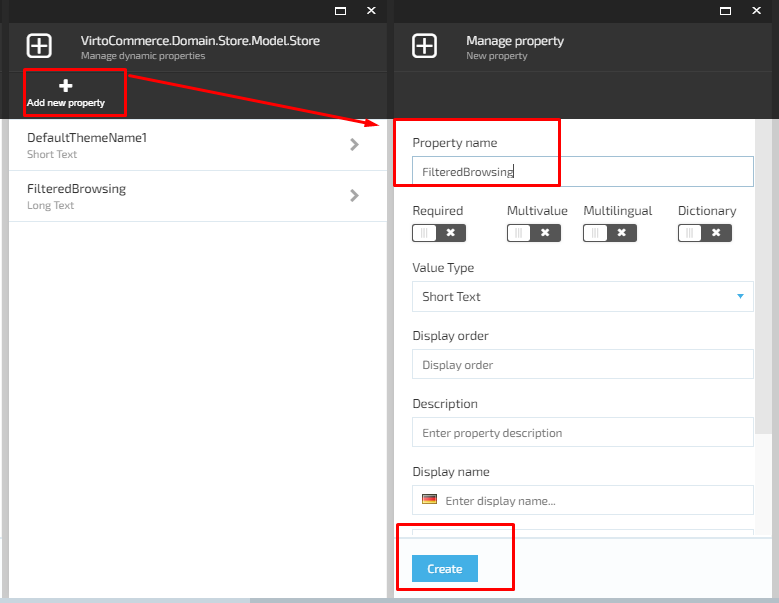 VirtoCommerce.Domain.Store.Model.Store
Manage dynamic properties
Add new property
DefaultThemeName1
Short Text
FilteredBrowsing
Long Text
Manage property
New property
Property name
FilteredBrowsing
Required Multivalue Multilingual Dictionary
Value Type
Short Text
Display order
Display order
Description
Enter property description
Display name
Enter display name...
Create